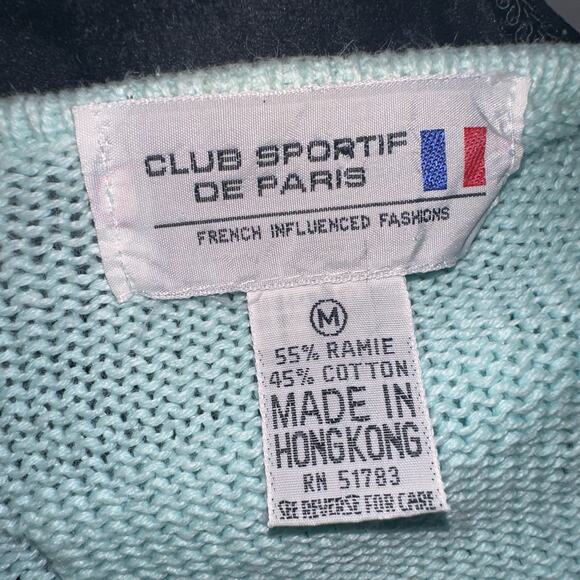 CLUB SPORTIF
DE PARIS
FRENCH INFLUENCED FASHIONS
M
55% RAMIE
45% COTTON
MADE IN
HONGKONG
RN 51783
SEE REVERSE FOR CARE